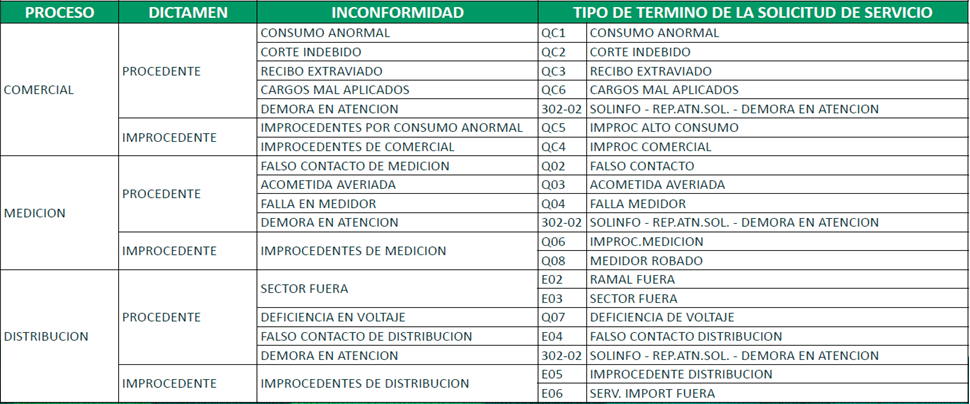 PROCESO DICTAMEN INCONFORMIDAD TIPO DE TERMINO DE LA SOLICITUD DE SERVICIO
COMERCIAL PROCEDENTE CONSUMO ANORMAL QC1 CONSUMO ANORMAL
CORTE INDEBIDO QC2 CORTE INDEBIDO
RECIBO EXTRAVIADO QC3 RECIBO EXTRAVIADO
CARGOS MAL APLICADOS QC6 CARGOS MAL APLICADOS
DEMORA EN ATENCION 302-02 SOLINFO - REP.ATN.SOL. - DEMORA EN ATENCION
IMPROCEDENTE IMPROCEDENTES POR CONSUMO ANORMAL QC5 IMPROC ALTO CONSUMO
IMPROCEDENTES DE COMERCIAL QC4 IMPROC COMERCIAL
MEDICION PROCEDENTE FALSO CONTACTO DE MEDICION Q02 FALSO CONTACTO
ACOMETIDA AVERIADA Q03 ACOMETIDA AVERIADA
FALLA EN MEDIDOR Q04 FALLA MEDIDOR
DEMORA EN ATENCION 302-02 SOLINFO - REP.ATN.SOL. - DEMORA EN ATENCION
IMPROCEDENTE IMPROCEDENTES DE MEDICION Q06 IMPROC.MEDICION
Q08 MEDIDOR ROBADO
DISTRIBUCION PROCEDENTE SECTOR FUERA E02 RAMAL FUERA
E03 SECTOR FUERA
DEFICIENCIA EN VOLTAJE Q07 DEFICIENCIA DE VOLTAJE
FALSO CONTACTO DE DISTRIBUCION E04 FALSO CONTACTO DISTRIBUCION
DEMORA EN ATENCION 302-02 SOLINFO - REP.ATN.SOL. - DEMORA EN ATENCION
IMPROCEDENTE IMPROCEDENTES DE DISTRIBUCION E05 IMPROCEDENTE DISTRIBUCION
E06 SERV. IMPORT FUERA